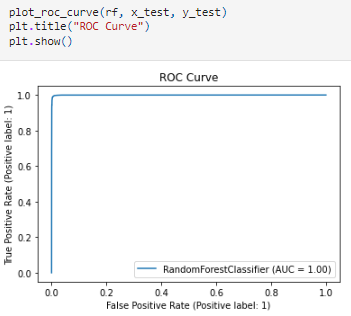 plot_roc_curve(rf, x_test, y_test)
plt.title("ROC Curve")
plt.show()
ROC Curve
True Positive Rate (Positive label: 1)
1.0
0.8
0.6
0.4
0.2
0.0
RandomForestClassifier (AUC = 1.00)
0.0 0.2 0.4 0.6 0.8 1.0
False Positive Rate (Positive label: 1)